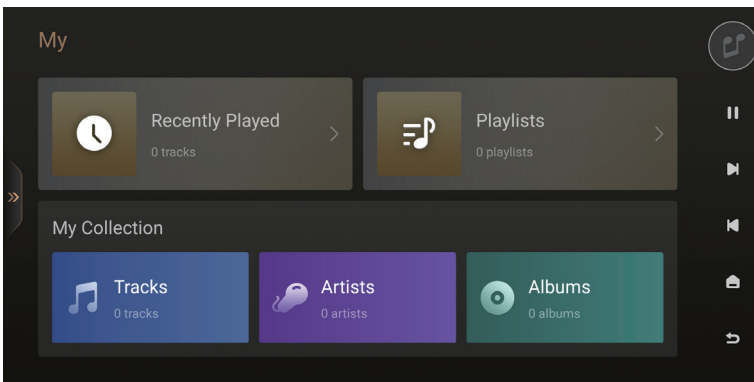 My
Recently Played
0 tracks
Playlists
0 playlists
My Collection
Tracks
0 tracks
Artists
0 artists
Albums
0 albums